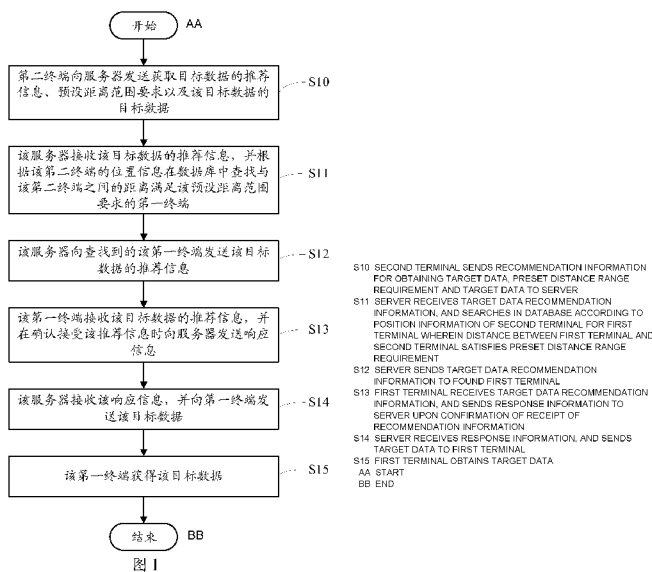 开始 AA
第二终端向服务器发送获取目标数据的推荐
信息、预设距离范围要求以及该目标数据的
目标数据
S10
该服务器接收该目标数据的推荐信息，并根
据该第二终端的位置信息在数据库中查找与
该第二终端之间的距离满足该预设距离范围
要求的第一终端
S11
该服务器向查找到的该第一终端发送该目标
数据的推荐信息
S12
该第一终端接收该目标数据的推荐信息，并
在确认接受该推荐信息时向服务器发送响应
信息
S13
该服务器接收该响应信息，并向第一终端发
送该目标数据
S14
该第一终端获得该目标数据
S15
结束 BB
图1
S10 SECOND TERMINAL SENDS RECOMMENDATION INFORMATION
FOR OBTAINING TARGET DATA, PRESET DISTANCE RANGE
REQUIREMENT AND TARGET DATA TO SERVER
S11 SERVER RECEIVES TARGET DATA RECOMMENDATION
INFORMATION, AND SEARCHES IN DATABASE ACCORDING TO
POSITION INFORMATION OF SECOND TERMINAL FOR FIRST
TERMINAL WHEREIN DISTANCE BETWEEN FIRST TERMINAL AND
SECOND TERMINAL SATISFIES PRESET DISTANCE RANGE
REQUIREMENT
S12 SERVER SENDS TARGET DATA RECOMMENDATION
INFORMATION TO FOUND FIRST TERMINAL
S13 FIRST TERMINAL RECEIVES TARGET DATA RECOMMENDATION
INFORMATION, AND SENDS RESPONSE INFORMATION TO
SERVER UPON CONFIRMATION OF RECEIPT OF
RECOMMENDATION INFORMATION
S14 SERVER RECEIVES RESPONSE INFORMATION, AND SENDS
TARGET DATA TO FIRST TERMINAL
S15 FIRST TERMINAL OBTAINS TARGET DATA
AA START
BB END